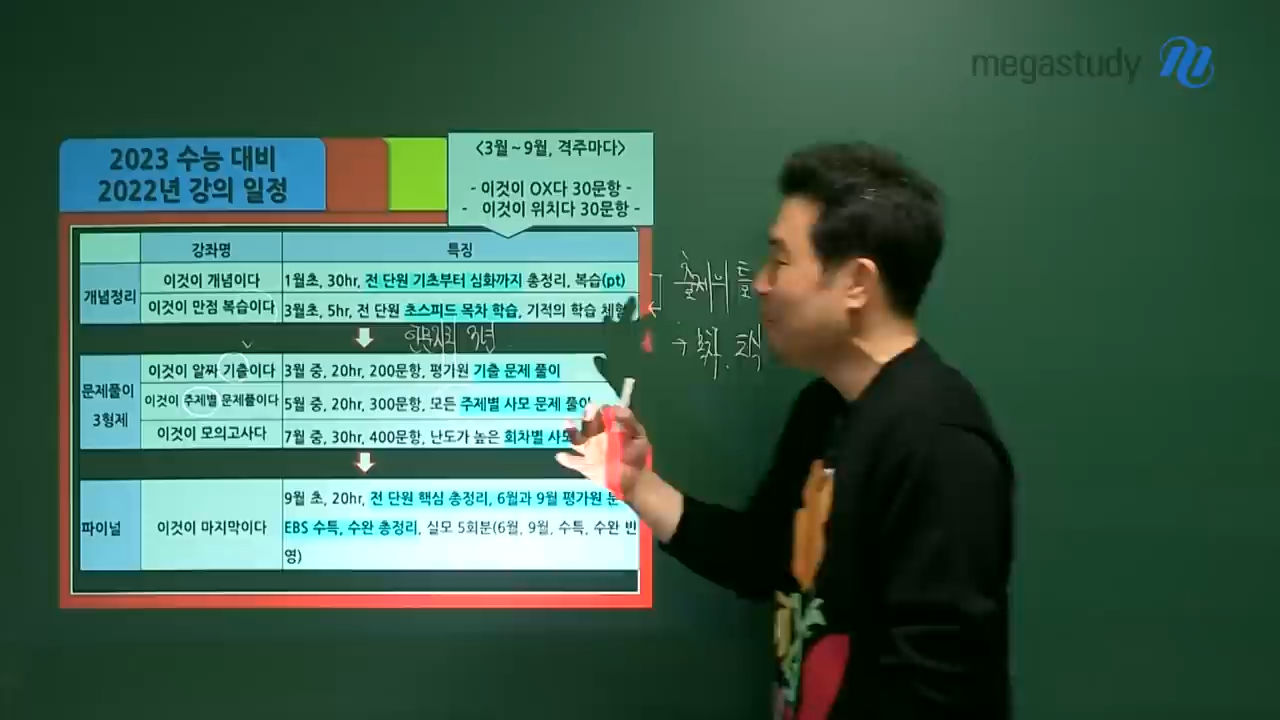 megastudy
2023 수능 대비
2022년 강의 일정
<3월~9월, 격주마다>
- 이것이 OX다 30문항 -
- 이것이 위치다 30문항 -
강좌명 특징
개념정리
이것이 개념이다 1월초, 30hr, 전 단원 기초부터 심화까지 총정리, 복습(pt)
이것이 만점 복습이다 3월초, 5hr, 전 단원 초스피드 목차 학습, 기적의 학습 체험
3년
문제풀이
3형제
이것이 알짜 기출이다 3월 중, 20hr, 200문항, 평가원 기출 문제 풀이
이것이 주제별 문제풀이다 5월 중, 20hr, 300문항, 모든 주제별 사모 문제 풀이
이것이 모의고사다 7월 중, 30hr, 400문항, 난도가 높은 회차별 사모
파이널
이것이 마지막이다
9월 초, 20hr, 전 단원 핵심 총정리, 6월과 9월 평가원
EBS 수특, 수완 총정리, 실모 5회분(6월, 9월, 수특, 수완 반
영)